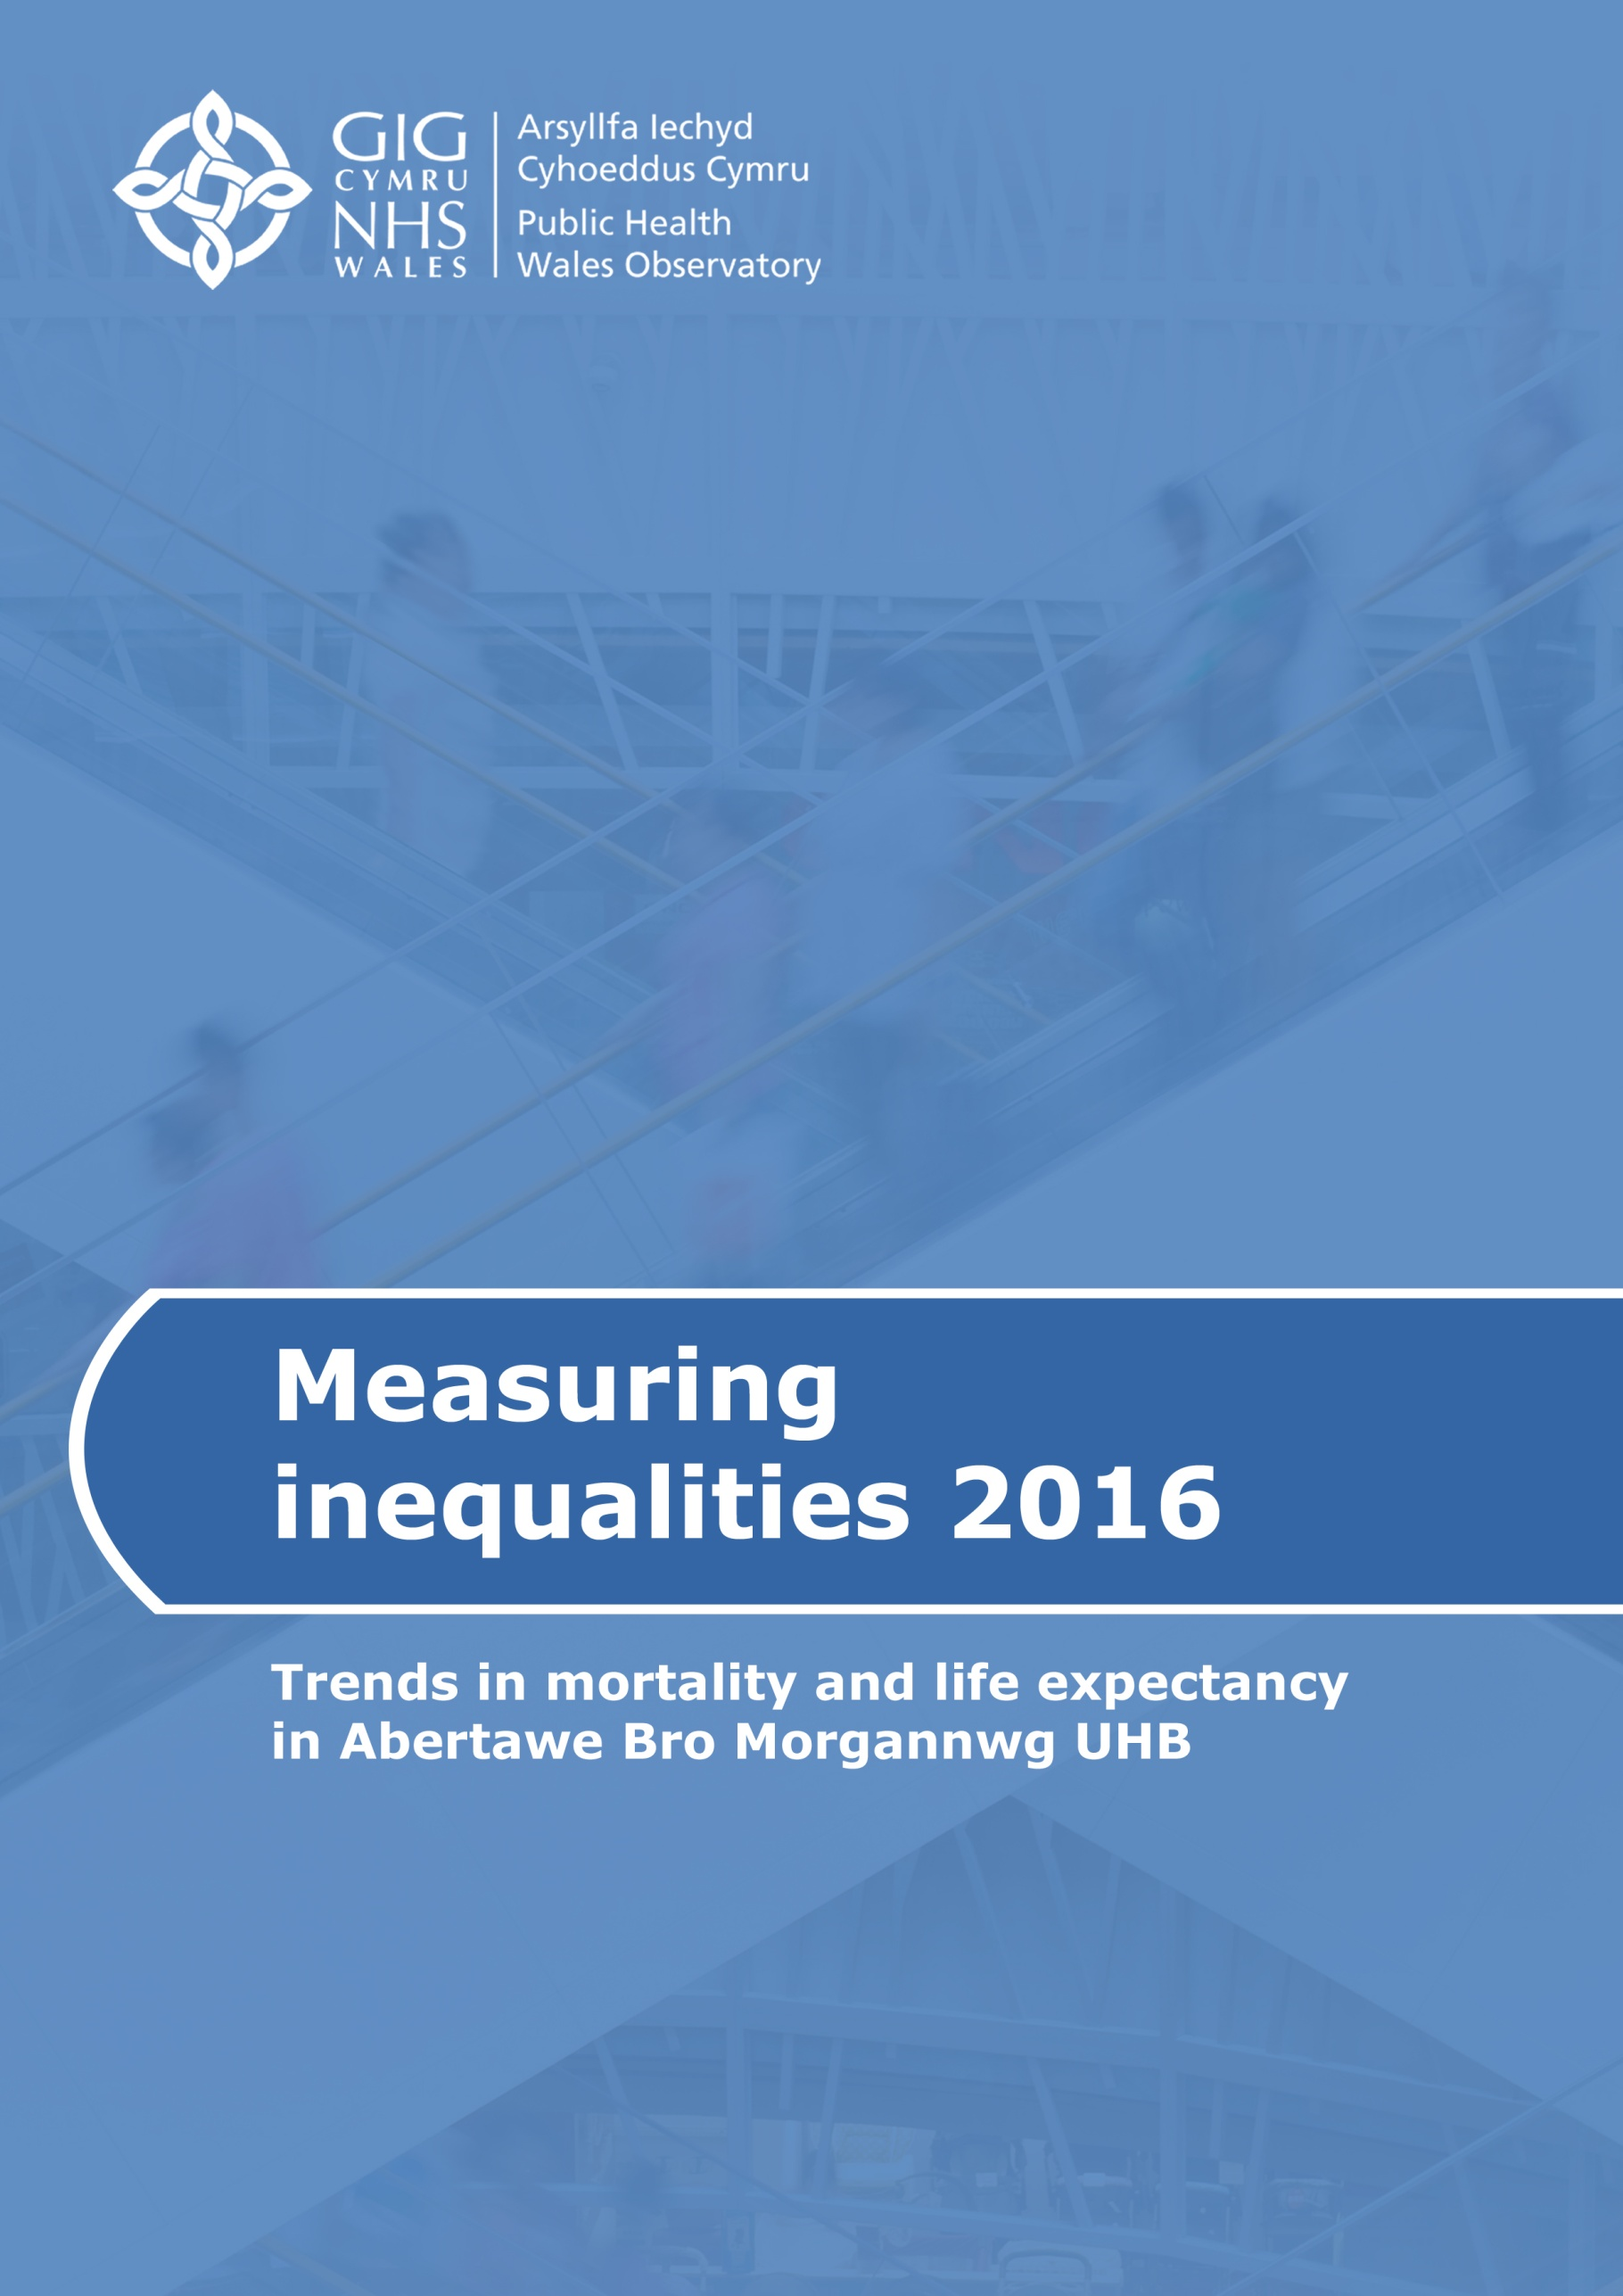 GIG
CYMRU
NHS
WALES
Arsyllfa Iechyd
Cyhoeddus Cymru
Public Health
Wales Observatory
Measuring
inequalities 2016
Trends in mortality and life expectancy
in Abertawe Bro Morgannwg UHB